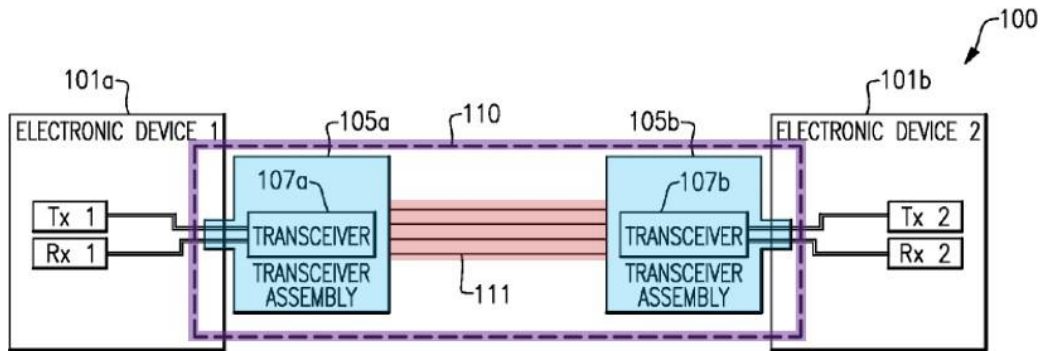 100
101a
101b
ELECTRONIC DEVICE 1
105a
110
105b
ELECTRONIC DEVICE 2
107a
107b
Tx 1
TRANSCEIVER
TRANSCEIVER
Tx 2
Rx 1
Rx 2
TRANSCEIVER
ASSEMBLY
111
TRANSCEIVER
ASSEMBLY